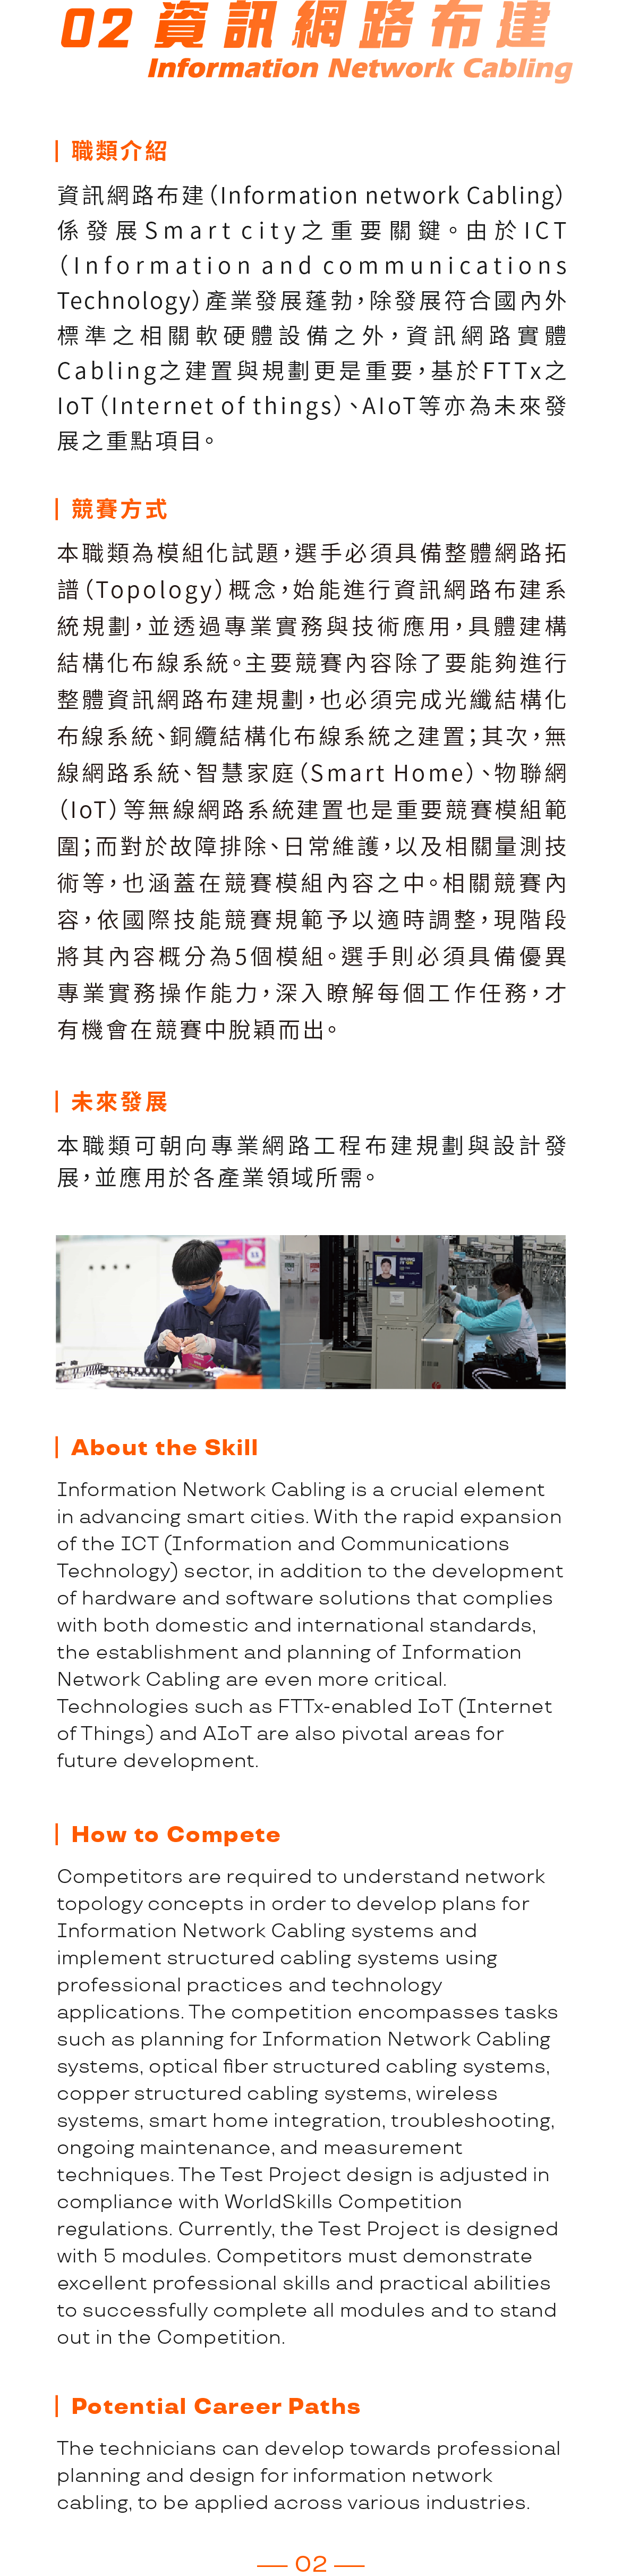 02 資訊網路布建
Information Network Cabling
職類介紹
資訊網路布建（Information network Cabling）
係發展Smart city之重要關鍵。由於ICT
（Information and communications
Technology）產業發展蓬勃，除發展符合國內外
標準之相關軟硬體設備之外，資訊網路實體
Cabling之建置與規劃更是重要，基於FTTx之
IoT（Internet of things）、AIoT等亦為未來發
展之重點項目。
競賽方式
本職類為模組化試題，選手必須具備整體網路拓
譜（Topology）概念，始能進行資訊網路布建系
統規劃，並透過專業實務與技術應用，具體建構
結構化布線系統。主要競賽內容除了要能夠進行
整體資訊網路布建規劃，也必須完成光纖結構化
布線系統、銅纜結構化布線系統之建置；其次，無
線網路系統、智慧家庭（Smart Home）、物聯網
（IoT）等無線網路系統建置也是重要競賽模組範
圍；而對於故障排除、日常維護，以及相關量測技
術等，也涵蓋在競賽模組內容之中。相關競賽內
容，依國際技能競賽規範予以適時調整，現階段
將其內容概分為5個模組。選手則必須具備優異
專業實務操作能力，深入瞭解每個工作任務，才
有機會在競賽中脫穎而出。
未來發展
本職類可朝向專業網路工程布建規劃與設計發
展，並應用於各產業領域所需。
About the Skill
Information Network Cabling is a crucial element
in advancing smart cities. With the rapid expansion
of the ICT (Information and Communications
Technology) sector, in addition to the development
of hardware and software solutions that complies
with both domestic and international standards,
the establishment and planning of Information
Network Cabling are even more critical.
Technologies such as FTTx-enabled IoT (Internet
of Things) and AIoT are also pivotal areas for
future development.
How to Compete
Competitors are required to understand network
topology concepts in order to develop plans for
Information Network Cabling systems and
implement structured cabling systems using
professional practices and technology
applications. The competition encompasses tasks
such as planning for Information Network Cabling
systems, optical fiber structured cabling systems,
copper structured cabling systems, wireless
systems, smart home integration, troubleshooting,
ongoing maintenance, and measurement
techniques. The Test Project design is adjusted in
compliance with WorldSkills Competition
regulations. Currently, the Test Project is designed
with 5 modules. Competitors must demonstrate
excellent professional skills and practical abilities
to successfully complete all modules and to stand
out in the Competition.
Potential Career Paths
The technicians can develop towards professional
planning and design for information network
cabling, to be applied across various industries.
— 02 —